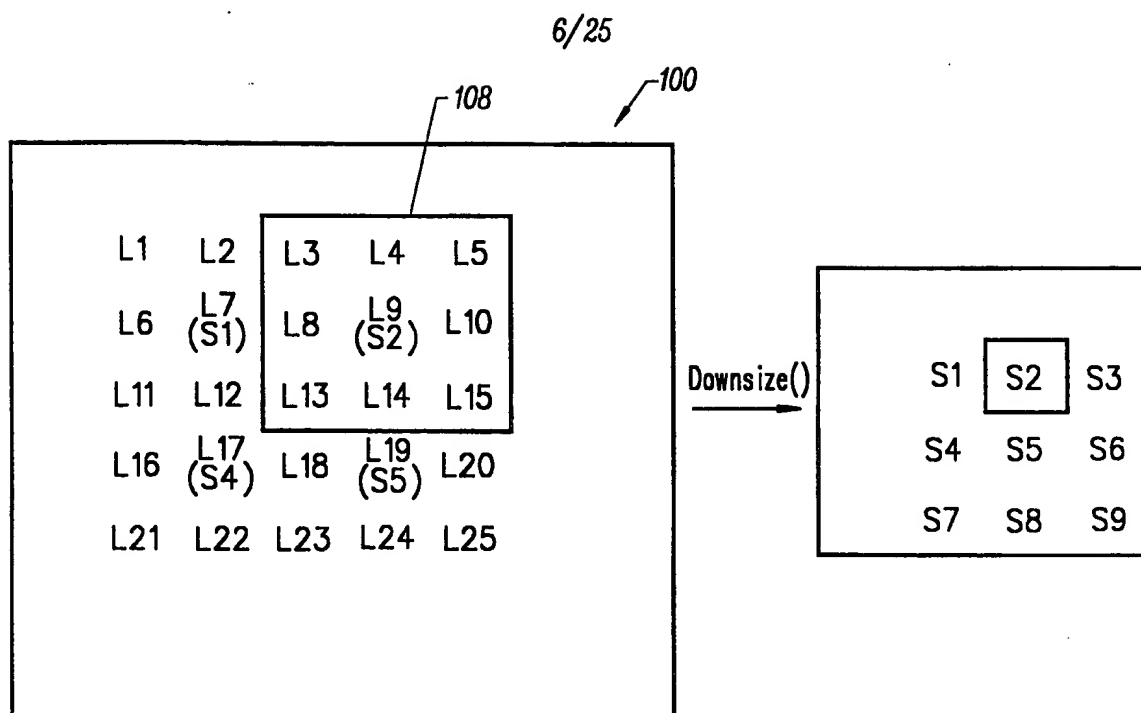 6/25
100
108
L1 L2 L3 L4 L5
L6 L7 L8 L9 L10
(S1) (S2)
L11 L12 L13 L14 L15
L16 L17 L18 L19 L20
(S4) (S5)
L21 L22 L23 L24 L25
Downsize()
S1 S2 S3
S4 S5 S6
S7 S8 S9